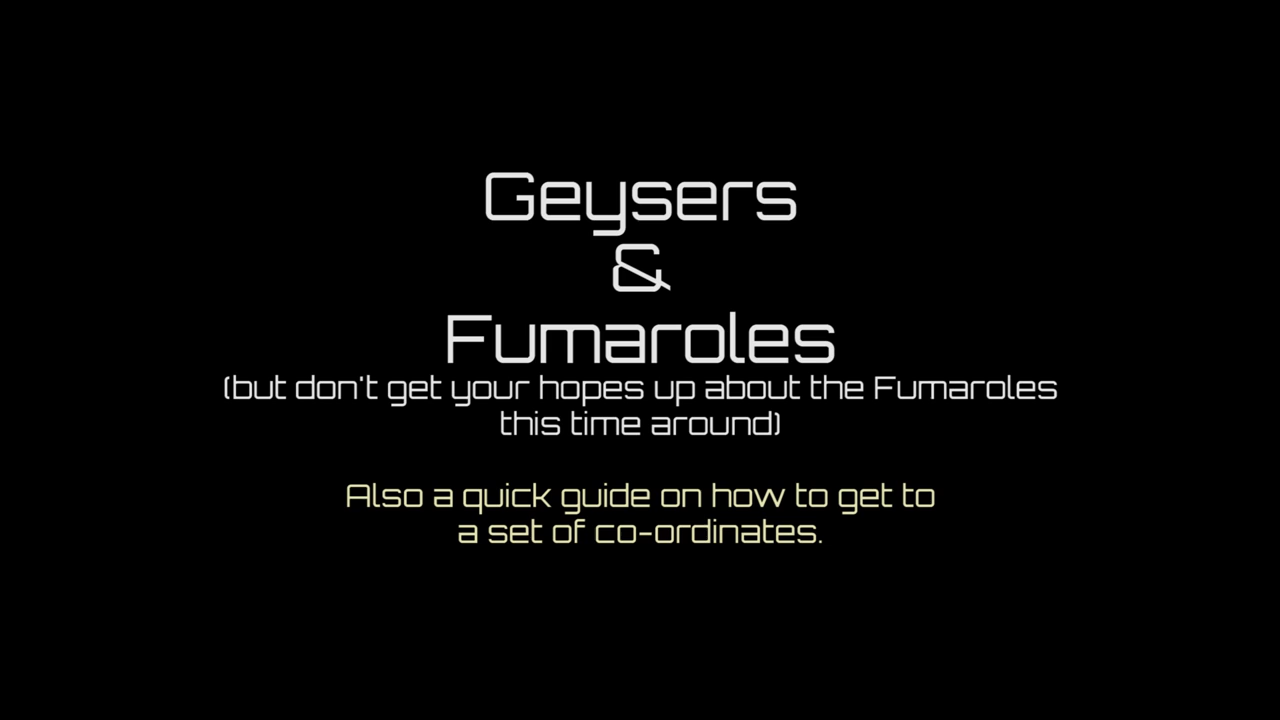 Geysers
&
Fumaroles
(but don't get your hopes up about the Fumaroles
this time around)
Also a quick guide on how to get to
a set of co-ordinates.